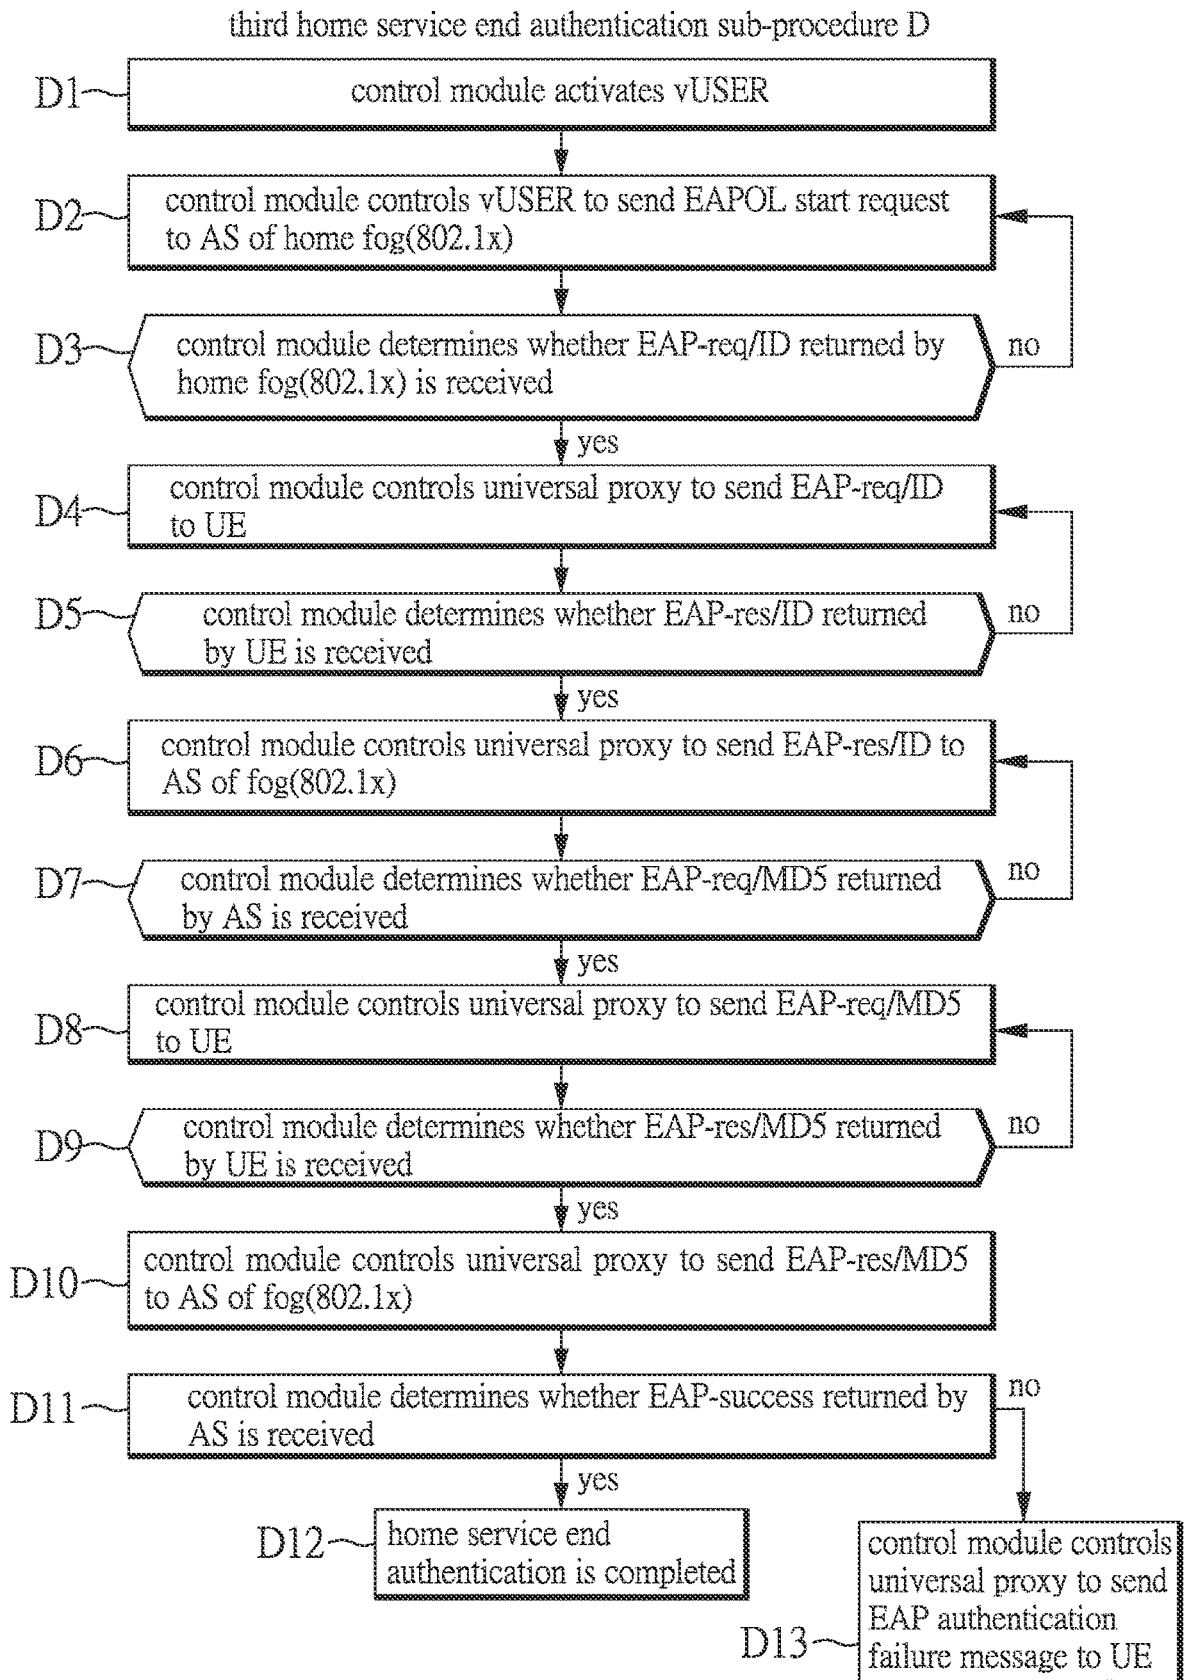 third home service end authentication sub-procedure D
D1
control module activates vUSER
D2
control module controls vUSER to send EAPOL start request
to AS of home fog(802.1x)
D3
control module determines whether EAP-req/ID returned by
home fog(802.1x) is received
no
yes
D4
control module controls universal proxy to send EAP-req/ID
to UE
D5
control module determines whether EAP-res/ID returned
by UE is received
no
yes
D6
control module controls universal proxy to send EAP-res/ID to
AS of fog(802.1x)
D7
control module determines whether EAP-req/MD5 returned
by AS is received
no
yes
D8
control module controls universal proxy to send EAP-req/MD5
to UE
D9
control module determines whether EAP-res/MD5 returned
by UE is received
no
yes
D10
control module controls universal proxy to send EAP-res/MD5
to AS of fog(802.1x)
D11
control module determines whether EAP-success returned by
AS is received
no
yes
D12
home service end
authentication is completed
D13
control module controls
universal proxy to send
EAP authentication
failure message to UE